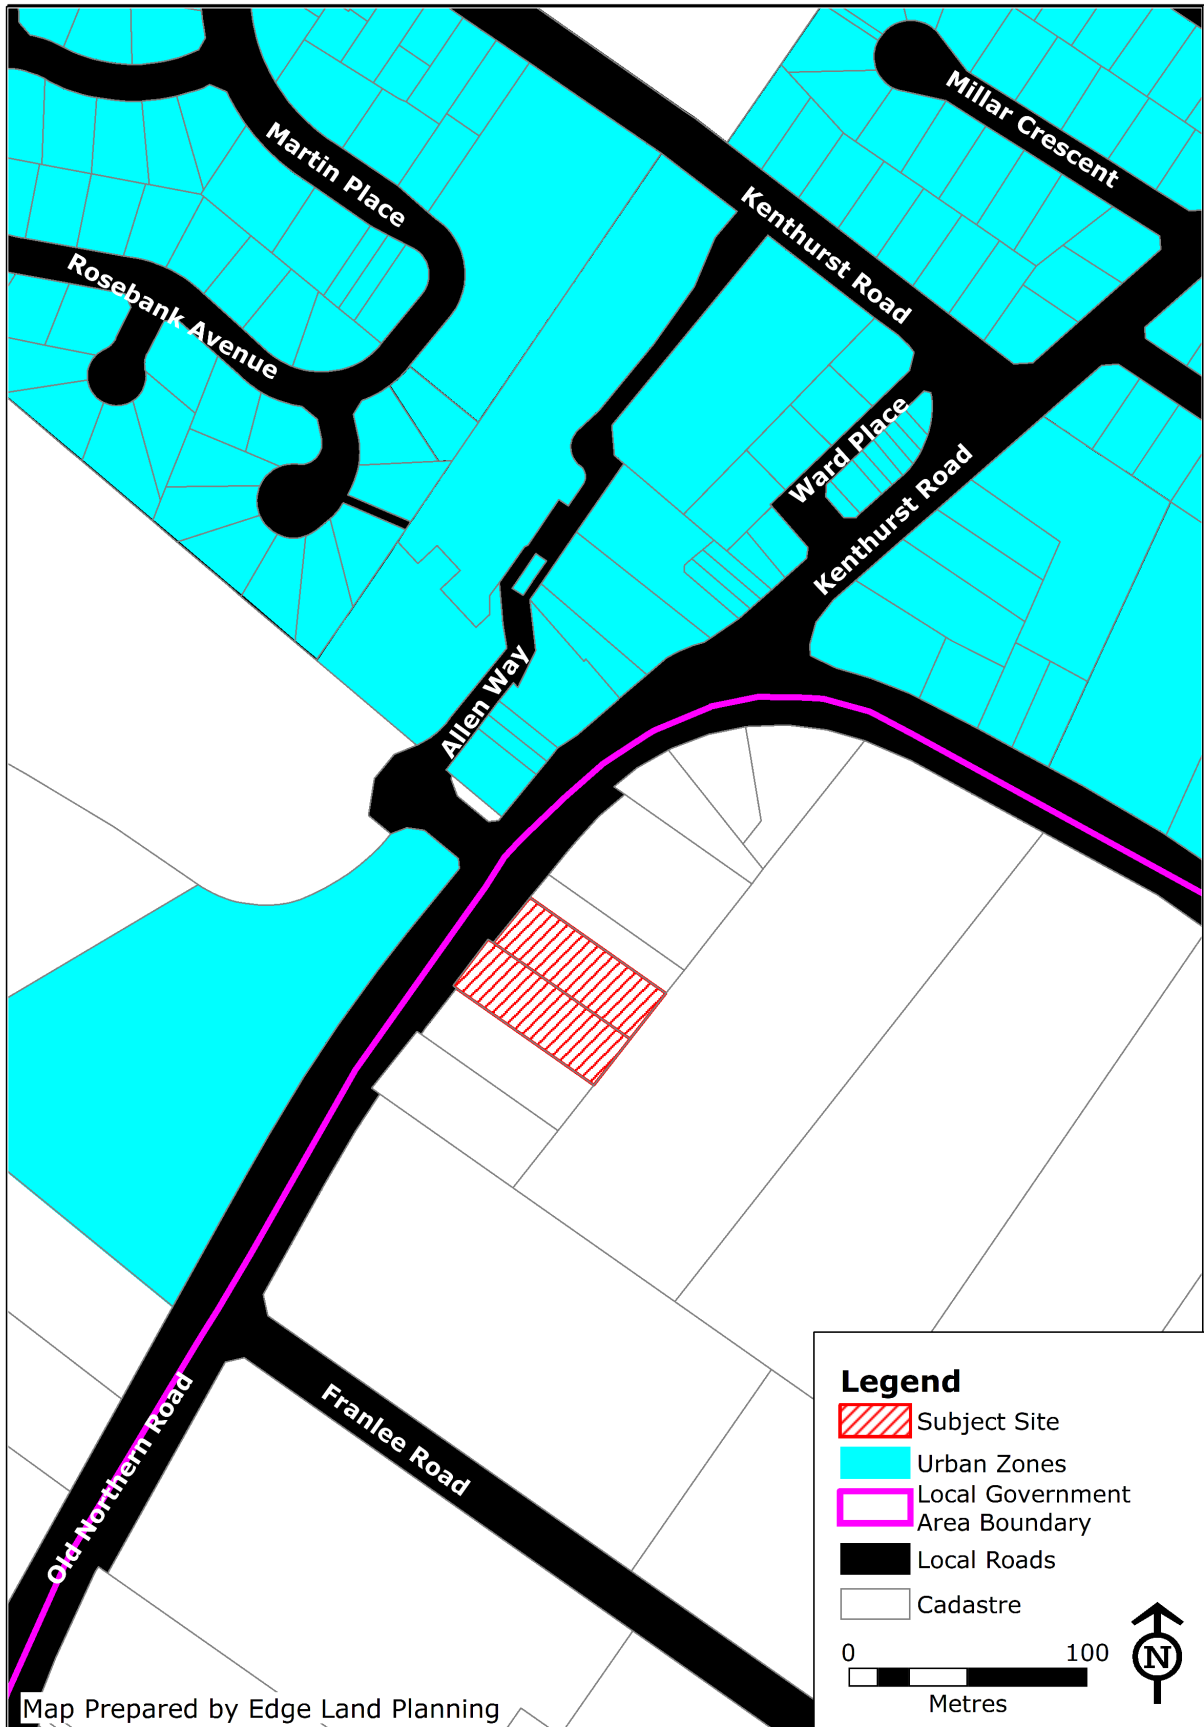 Millar Crescent
Martin Place
Kenthurst Road
Rosebank Avenue
Ward Place
Kenthurst Road
Allen Way
Old Northern Road
Franlee Road
Legend
Subject Site
Urban Zones
Local Government
Area Boundary
Local Roads
Cadastre
0 100
Metres
N
Map Prepared by Edge Land Planning